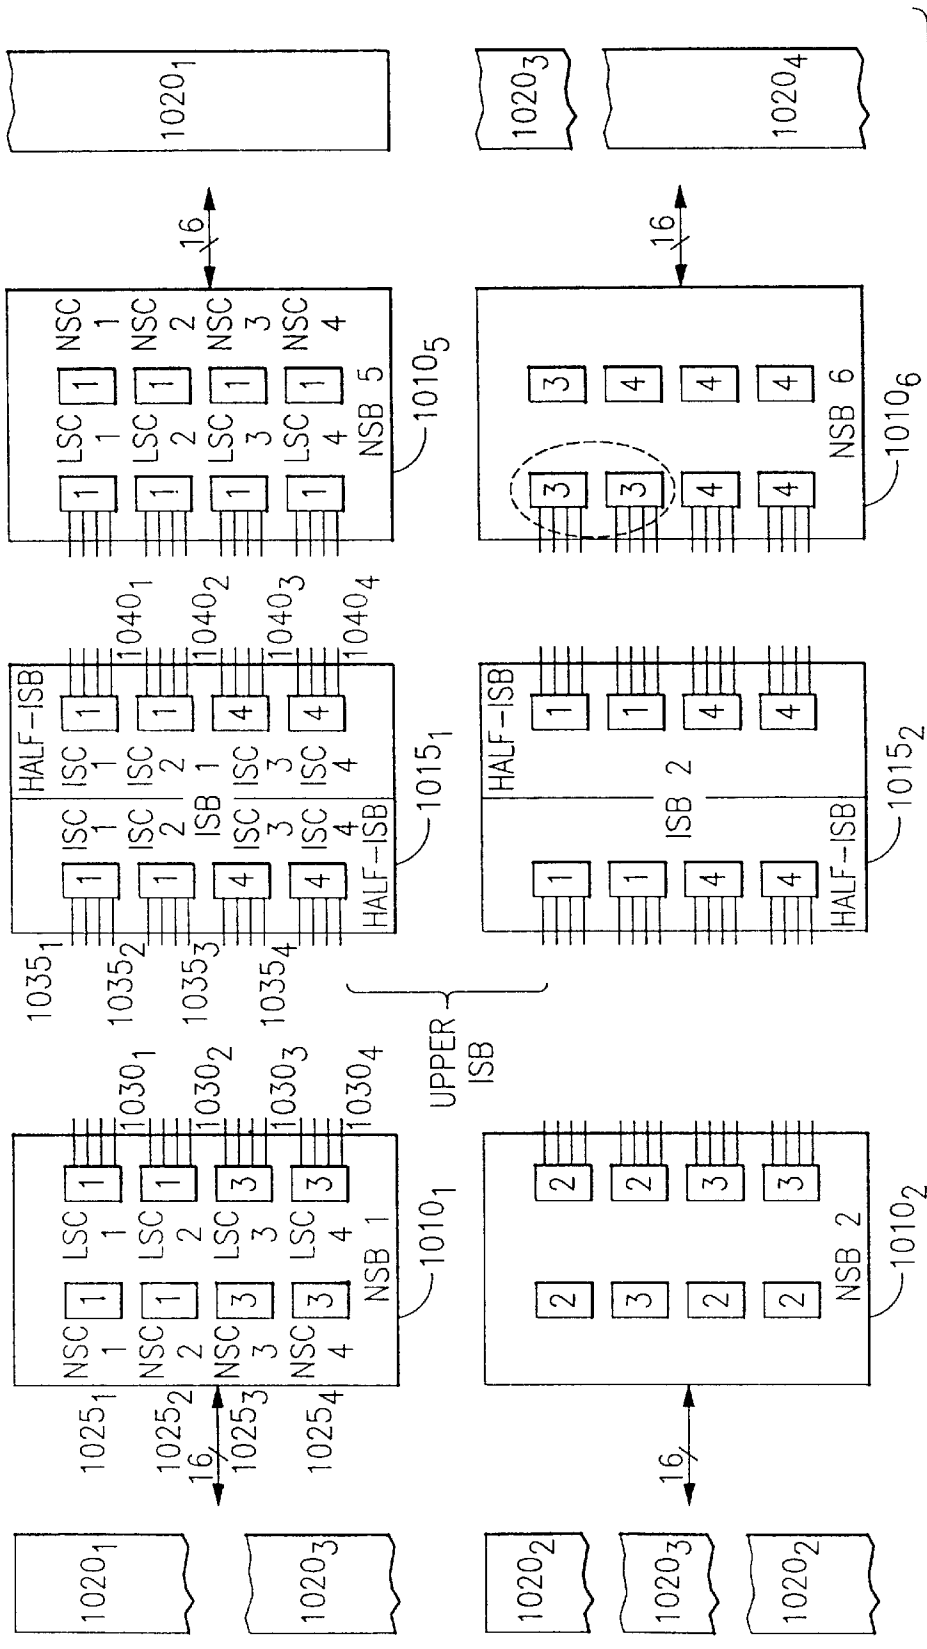 1020₁
1020₃
16
1025₁
1025₂
1025₃
1025₄
NSC 1
1
LSC 1
1
NSC 2
1
LSC 2
1
NSC 3
3
LSC 3
3
NSC 4
3
LSC 4
3
NSB 1
1010₁
1030₁
1030₂
1030₃
1030₄
1035₁
1035₂
1035₃
1035₄
HALF-ISB
1
ISC 1
ISC 1
1
1
ISC 2
ISC 2
1
ISB 1
4
ISC 3
ISC 3
4
4
ISC 4
ISC 4
4
HALF-ISB
1015₁
1040₁
1040₂
1040₃
1040₄
1
LSC 1
1
NSC 1
1
LSC 2
1
NSC 2
1
LSC 3
1
NSC 3
1
LSC 4
1
NSC 4
NSB 5
1010₅
16
1020₁
UPPER
ISB
1020₂
1020₃
1020₂
16
2
2
3
2
2
3
2
3
NSB 2
1010₂
HALF-ISB
1
1
1
1
ISB 2
4
4
4
4
HALF-ISB
1015₂
3
3
3
4
4
4
4
4
NSB 6
1010₆
16
1020₃
1020₄